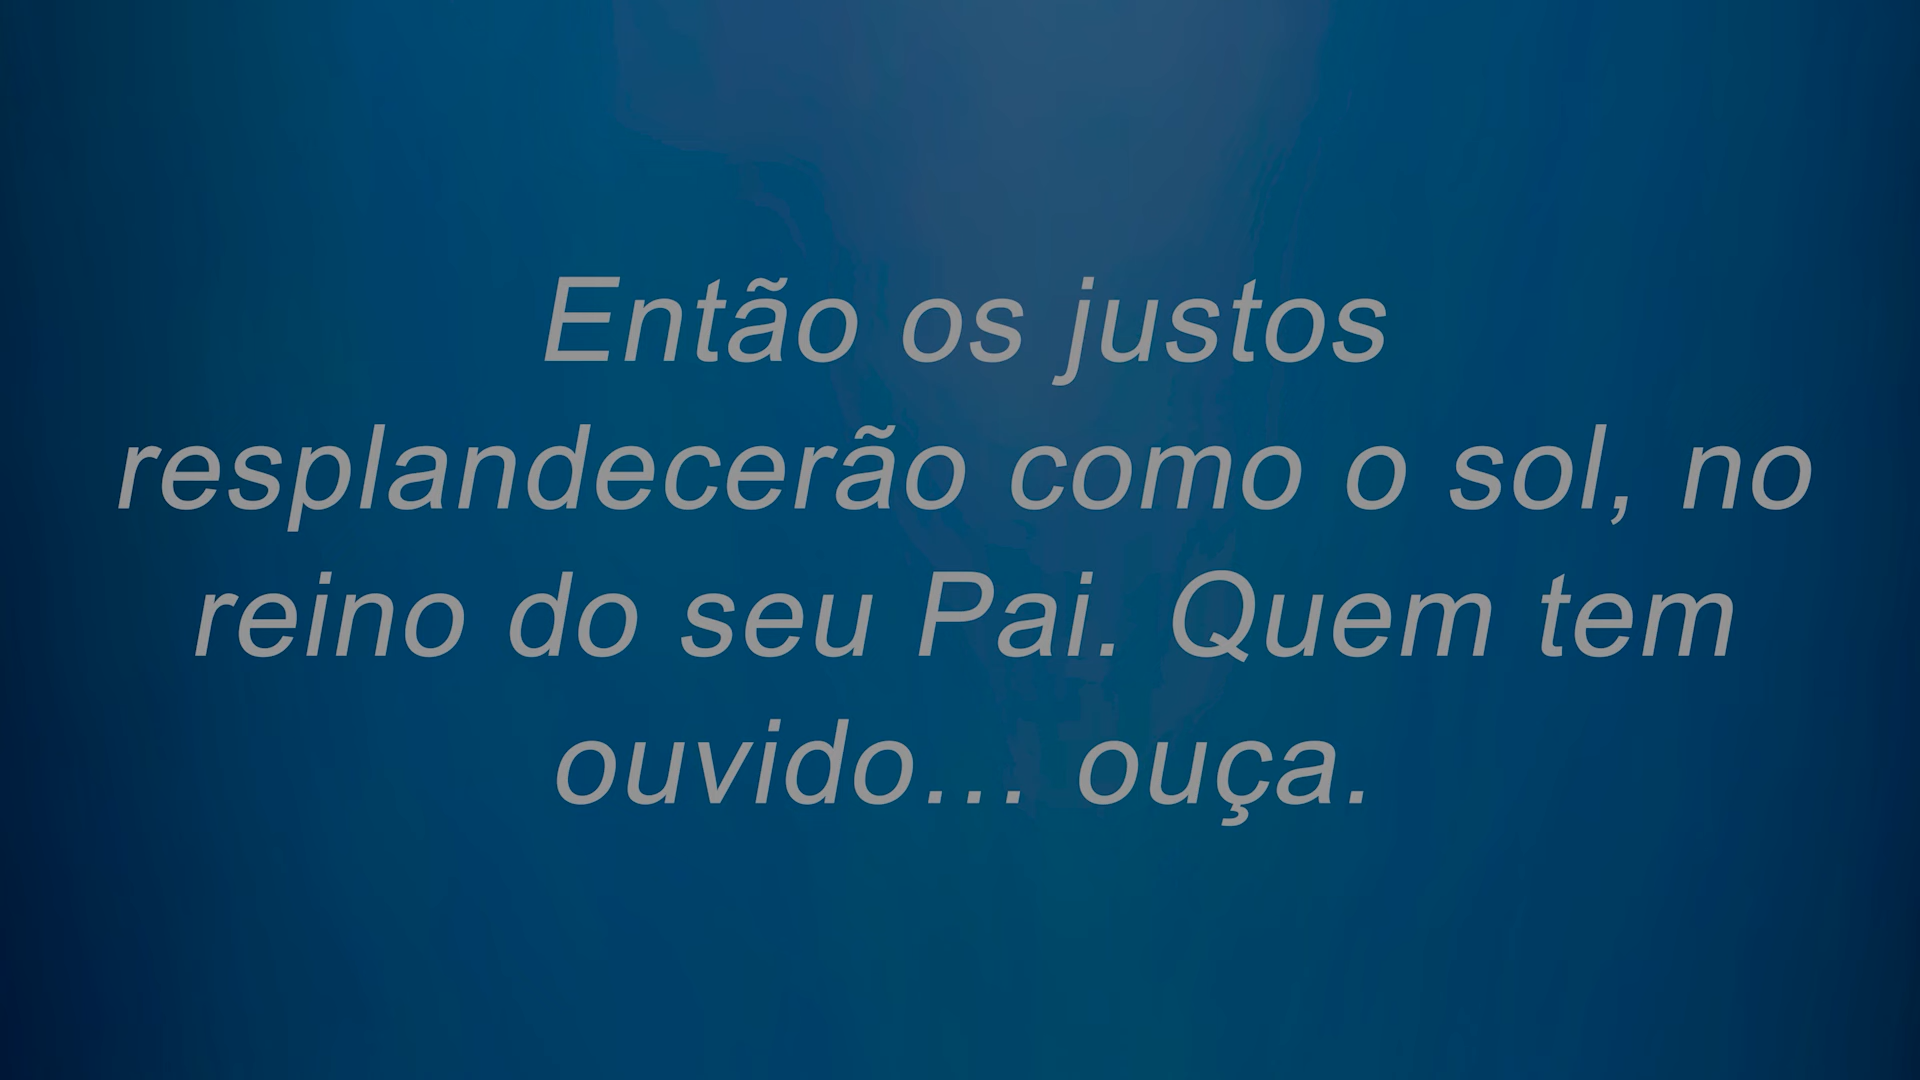 Então os justos
resplandecerão como o sol, no
reino do seu Pai. Quem tem
ouvido... ouça.